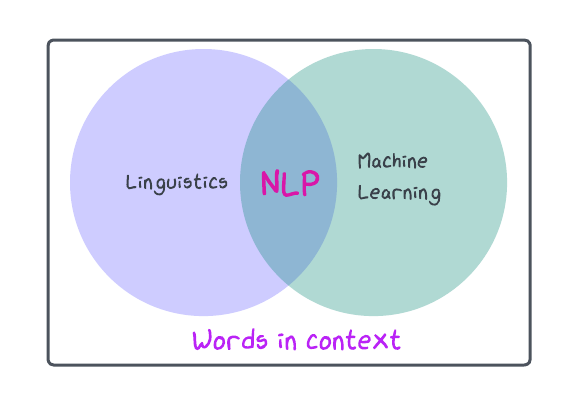 Linguistics
NLP
Machine
Learning
Words in context